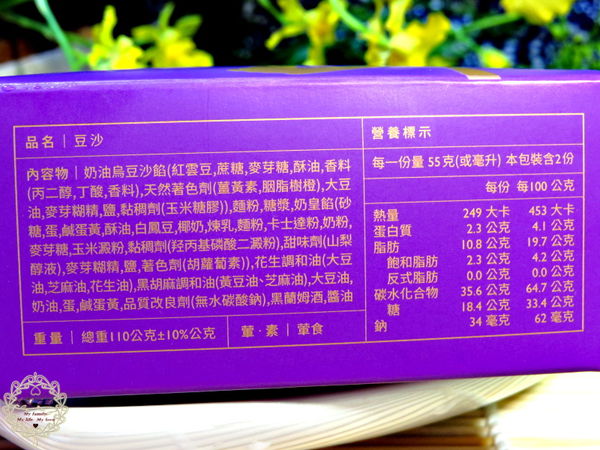 品名｜豆沙
內容物｜奶油烏豆沙餡(紅雲豆,蔗糖,麥芽糖,酥油,香料
(丙二醇,丁酸,香料),天然著色劑(薑黃素,胭脂樹橙),大豆
油,麥芽糊精,鹽,黏稠劑(玉米糖膠)),麵粉,糖漿,奶皇餡(砂
糖,蛋,鹹蛋黃,酥油,白鳳豆,椰奶,煉乳,麵粉,卡士達粉,奶粉,
麥芽糖,玉米澱粉,黏稠劑(羥丙基磷酸二澱粉),甜味劑(山梨
醇液),麥芽糊精,鹽,著色劑(胡蘿蔔素)),花生調和油(大豆
油,芝麻油,花生油),黑胡麻調和油(黃豆油、芝麻油),大豆油,
奶油,蛋,鹹蛋黃,品質改良劑(無水碳酸鈉),黑蘭姆酒,醬油
重量｜總重110公克±10%公克
葷·素｜葷食
營養標示
每一份量 55克(或毫升) 本包裝含2份
每份 每100公克
熱量 249 大卡 453 大卡
蛋白質 2.3 公克 4.1 公克
脂肪 10.8 公克 19.7 公克
飽和脂肪 2.3 公克 4.2 公克
反式脂肪 0.0 公克 0.0 公克
碳水化合物 35.6 公克 64.7 公克
糖 18.4 公克 33.4 公克
鈉 34 毫克 62 毫克
My family
My life My love